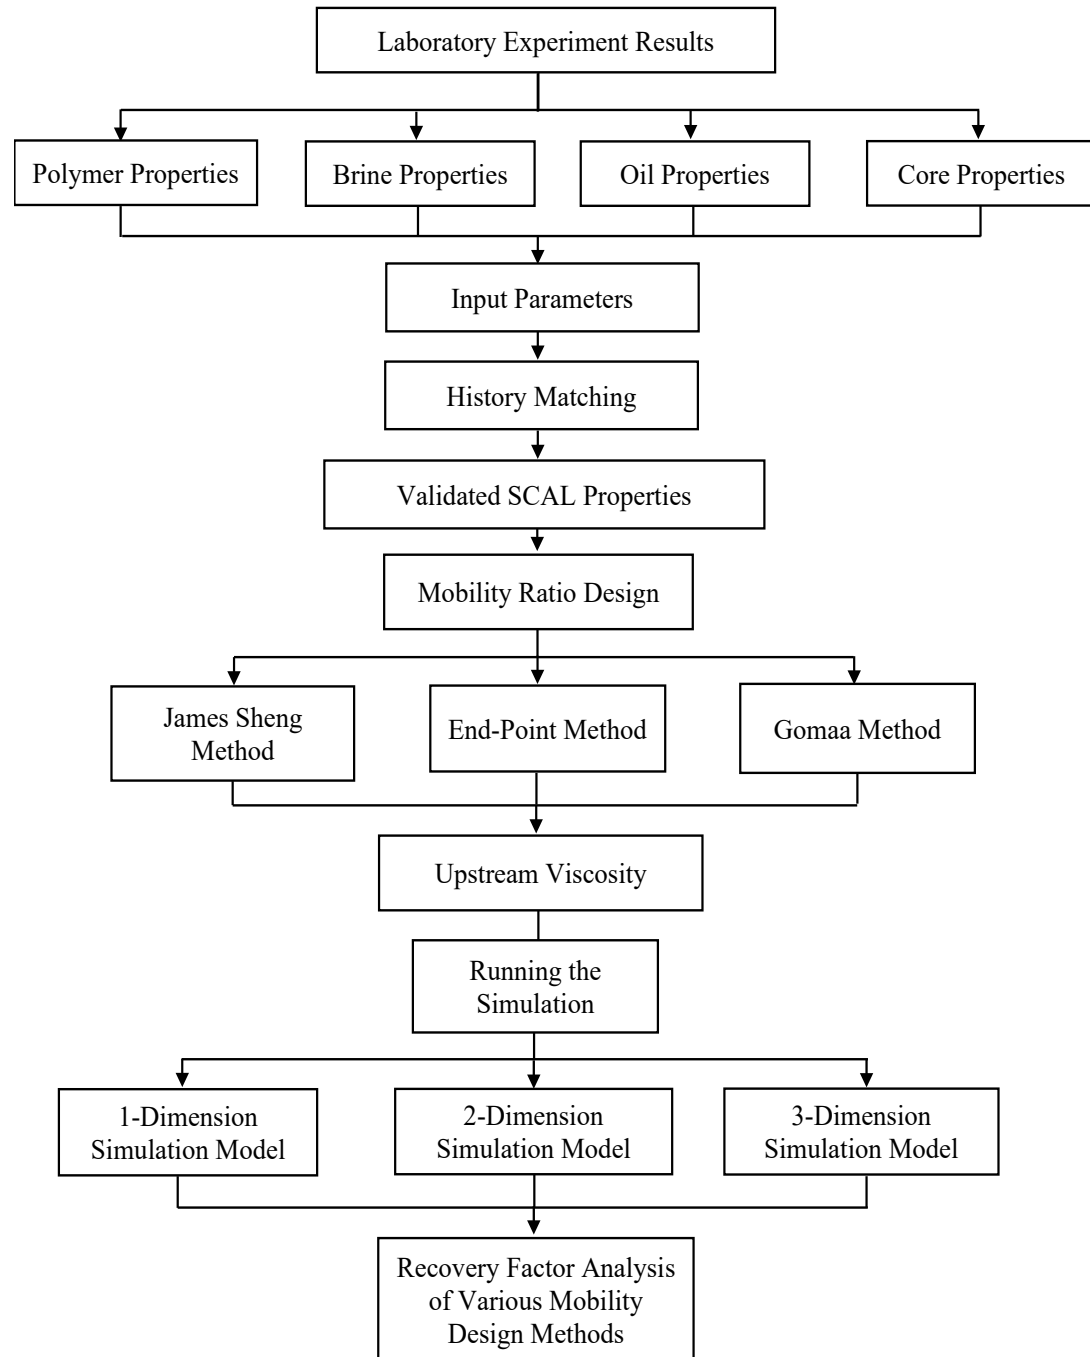 Laboratory Experiment Results
Polymer Properties
Brine Properties
Oil Properties
Core Properties
Input Parameters
History Matching
Validated SCAL Properties
Mobility Ratio Design
James Sheng
Method
End-Point Method
Gomaa Method
Upstream Viscosity
Running the
Simulation
1-Dimension
Simulation Model
2-Dimension
Simulation Model
3-Dimension
Simulation Model
Recovery Factor Analysis
of Various Mobility
Design Methods